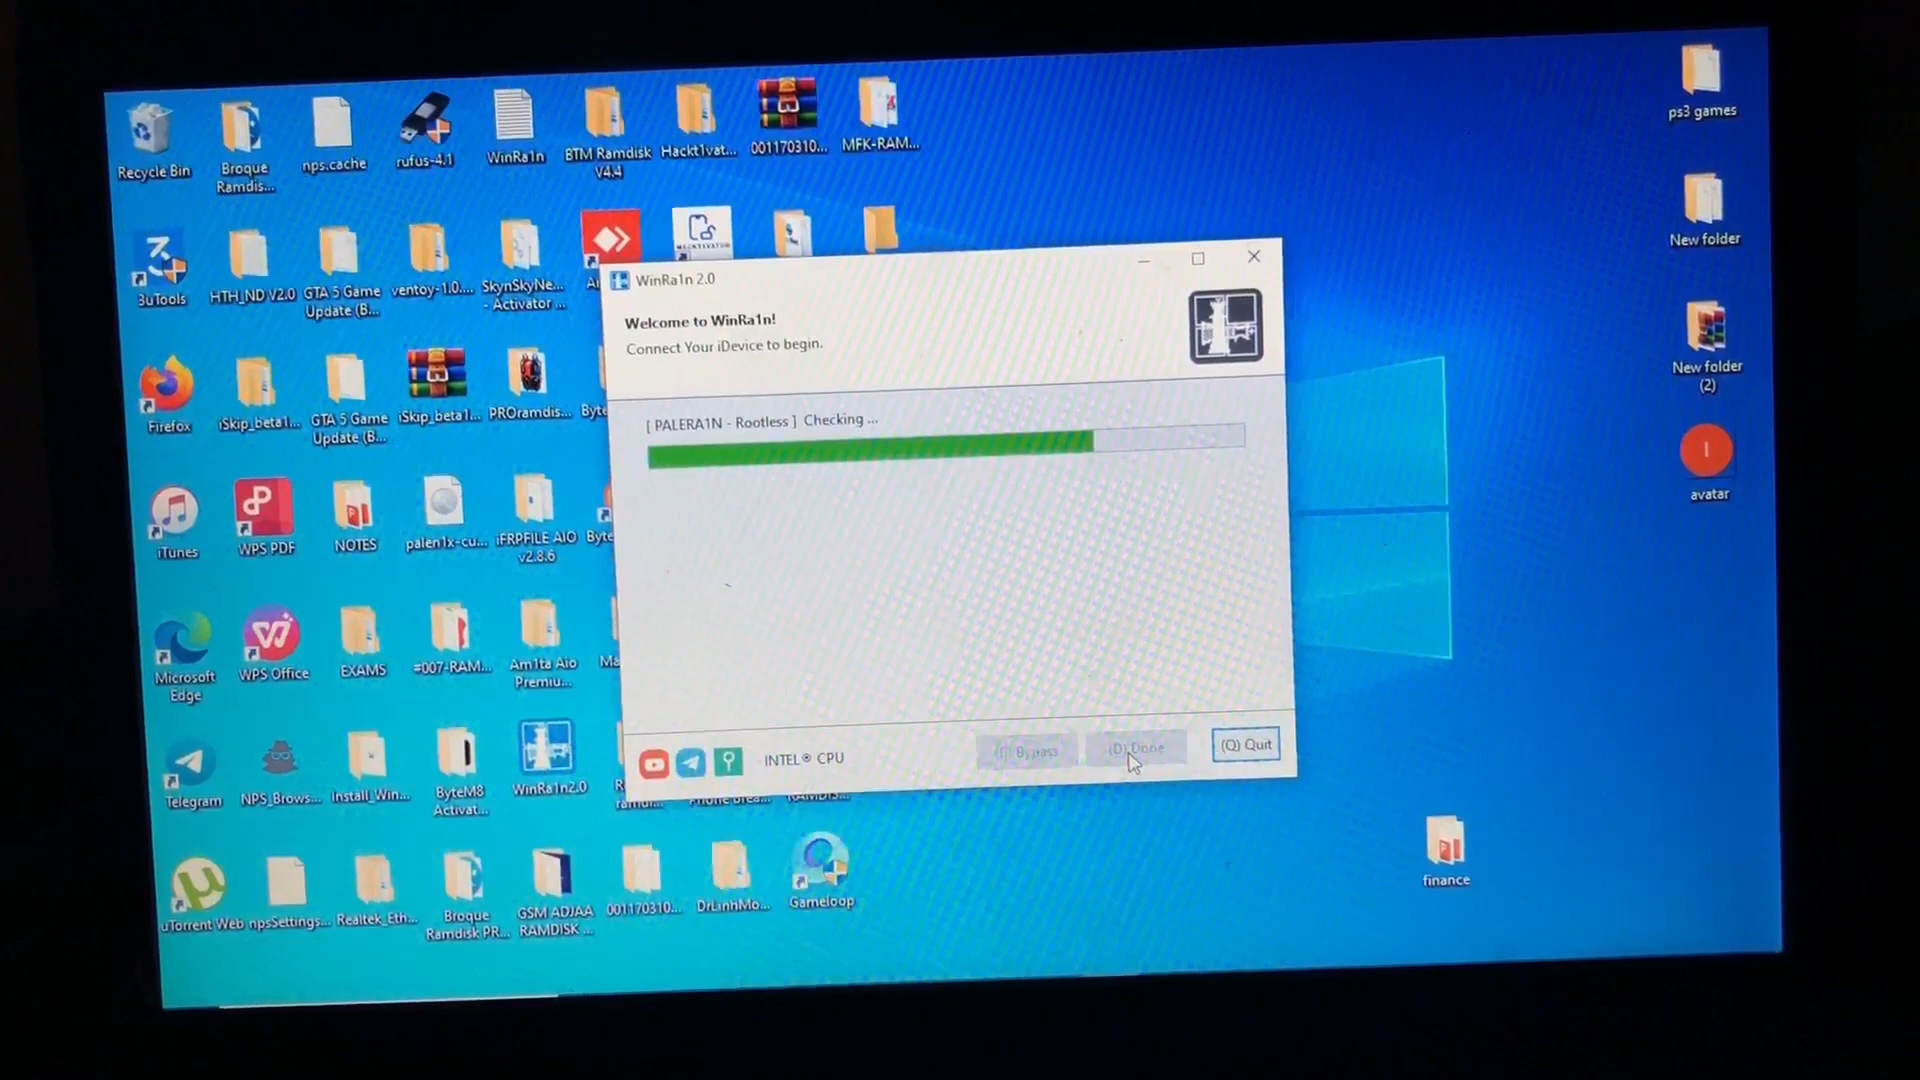 Recycle Bin
Broque
Ramdis...
nps.cache
rufus-4.1
WinRa1n
BTM Ramdisk
V4.4
Hackt1vat...
001170310...
MFK-RAM...
ps3 games
3uTools
HTH_ND V2.0
GTA 5 Game
Update (B...
ventoy-1.0....
SkynSkyNe...
- Activator ...
HACKTIVATOR
New folder
WinRa1n 2.0
Welcome to WinRa1n!
Connect Your iDevice to begin.
[ PALERA1N - Rootless ] Checking ...
INTEL® CPU
(D) Done
(Q) Quit
Firefox
iSkip_beta1...
GTA 5 Game
Update (B...
iSkip_beta1...
PROramdis...
Byte
New folder
(2)
iTunes
WPS PDF
NOTES
palen1x-cu...
iFRPFILE AIO
v2.8.6
Byte
avatar
Microsoft
Edge
WPS Office
EXAMS
#007-RAM...
Am1ta Aio
Premiu...
Ma
Telegram
NPS_Brows...
Install_Win...
ByteM8
Activat...
WinRa1n2.0
uTorrent Web
npsSettings...
Realtek_Eth...
Broque
Ramdisk PR...
GSM ADJAA
RAMDISK ...
001170310...
DrLinhMo...
Gameloop
finance